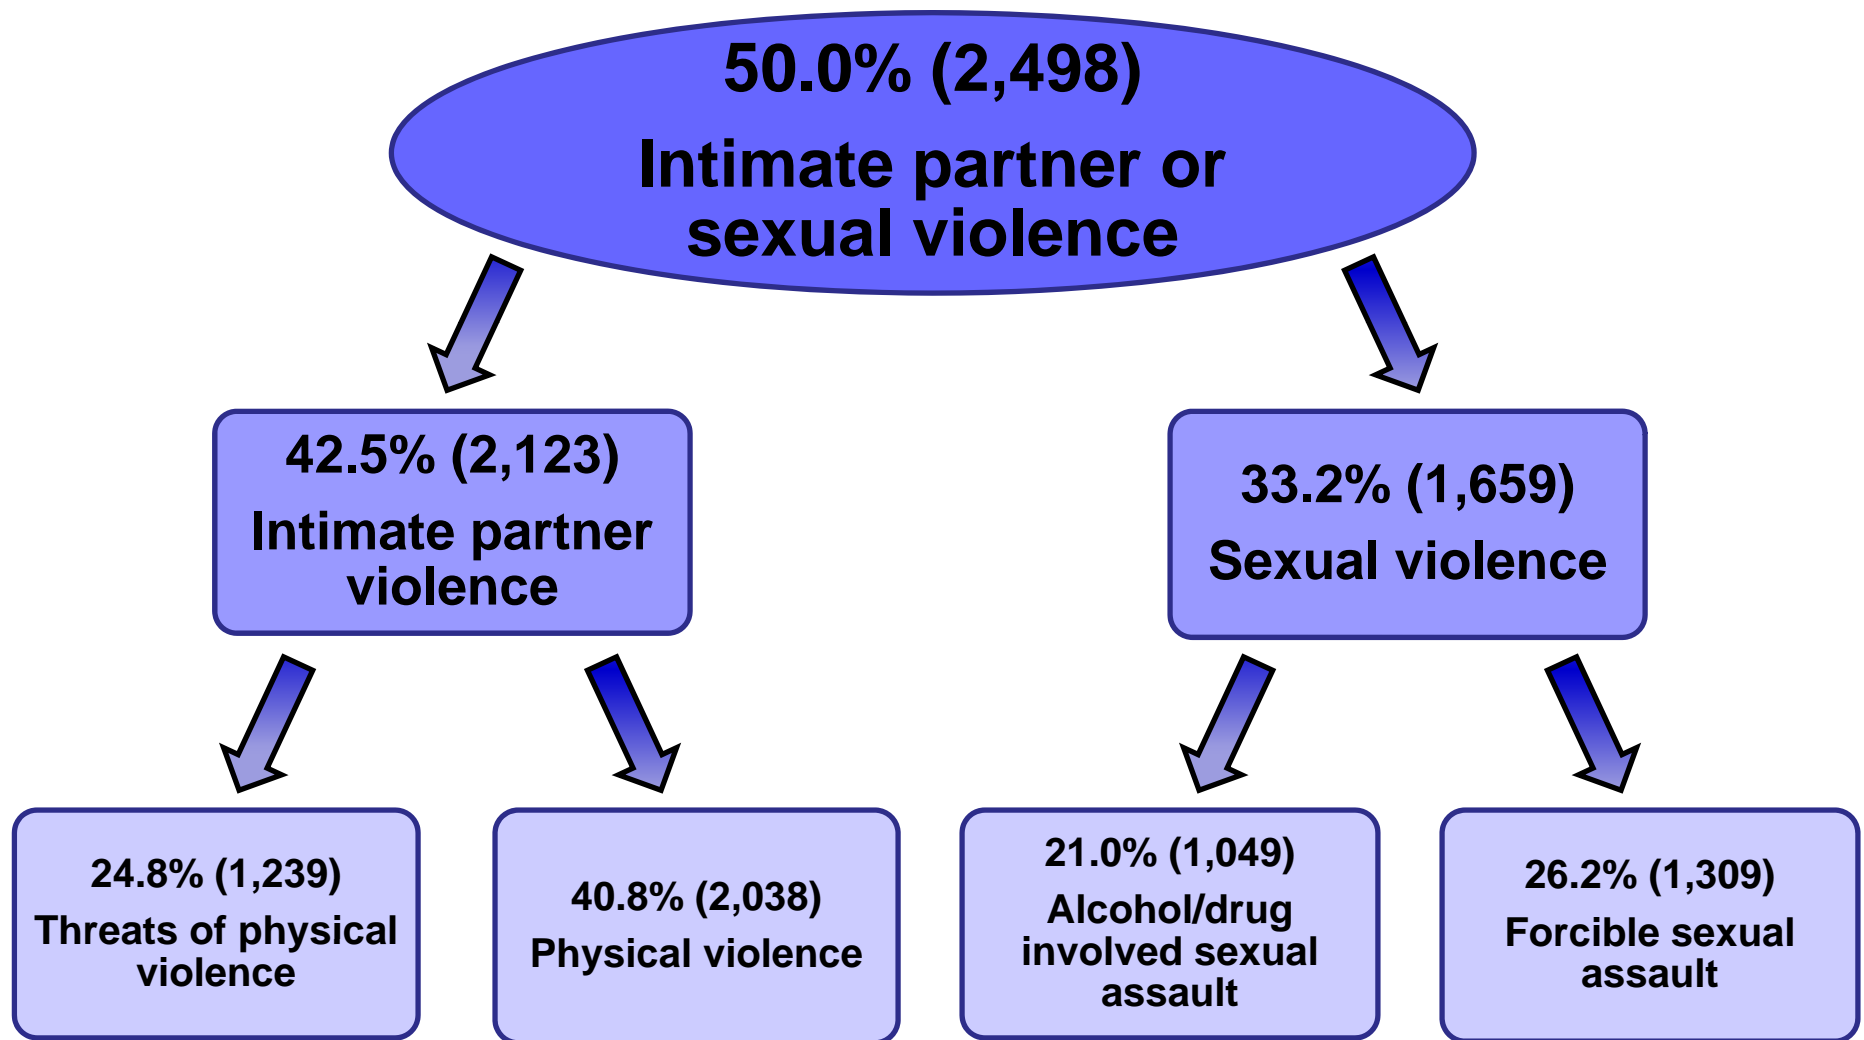 50.0% (2,498)
Intimate partner or
sexual violence
42.5% (2,123)
Intimate partner
violence
33.2% (1,659)
Sexual violence
24.8% (1,239)
Threats of physical
violence
40.8% (2,038)
Physical violence
21.0% (1,049)
Alcohol/drug
involved sexual
assault
26.2% (1,309)
Forcible sexual
assault